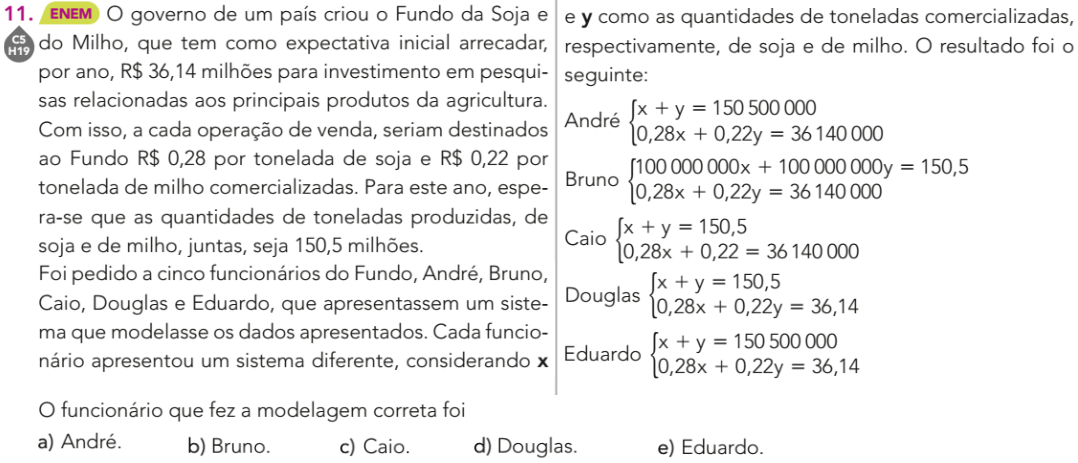 11. ENEM O governo de um país criou o Fundo da Soja e
C5
H19
do Milho, que tem como expectativa inicial arrecadar,
por ano, R$ 36,14 milhões para investimento em pesqui-
sas relacionadas aos principais produtos da agricultura.
Com isso, a cada operação de venda, seriam destinados
ao Fundo R$ 0,28 por tonelada de soja e R$ 0,22 por
tonelada de milho comercializadas. Para este ano, espe-
ra-se que as quantidades de toneladas produzidas, de
soja e de milho, juntas, seja 150,5 milhões.
Foi pedido a cinco funcionários do Fundo, André, Bruno,
Caio, Douglas e Eduardo, que apresentassem um siste-
ma que modelasse os dados apresentados. Cada funcio-
nário apresentou um sistema diferente, considerando x
e y como as quantidades de toneladas comercializadas,
respectivamente, de soja e de milho. O resultado foi o
seguinte:
André {x + y = 150 500 000
0,28x + 0,22y = 36 140 000
Bruno {100 000 000x + 100 000 000y = 150,5
0,28x + 0,22y = 36 140 000
Caio {x + y = 150,5
0,28x + 0,22 = 36 140 000
Douglas {x + y = 150,5
0,28x + 0,22y = 36,14
Eduardo {x + y = 150 500 000
0,28x + 0,22y = 36,14
O funcionário que fez a modelagem correta foi
a) André. b) Bruno. c) Caio. d) Douglas. e) Eduardo.